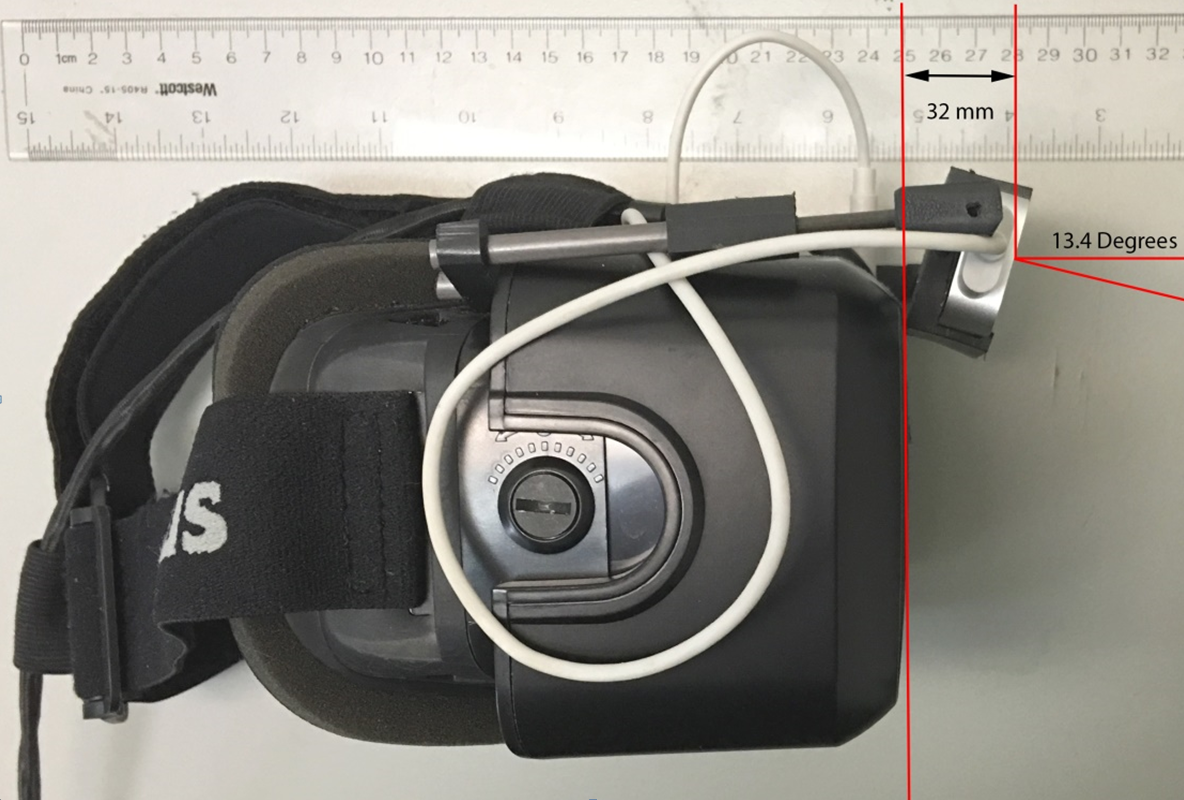 0 1cm 2 3 4 5 6 7 8 9 10 11 12 13 14 15 16 17 18 19 20 21 22 23 24 25 26 27 28 29 30 31 32
Westcott® R405-15" China
15 14 13 12 11 10 9 8 7 6 5 4 3
32 mm
13.4 Degrees